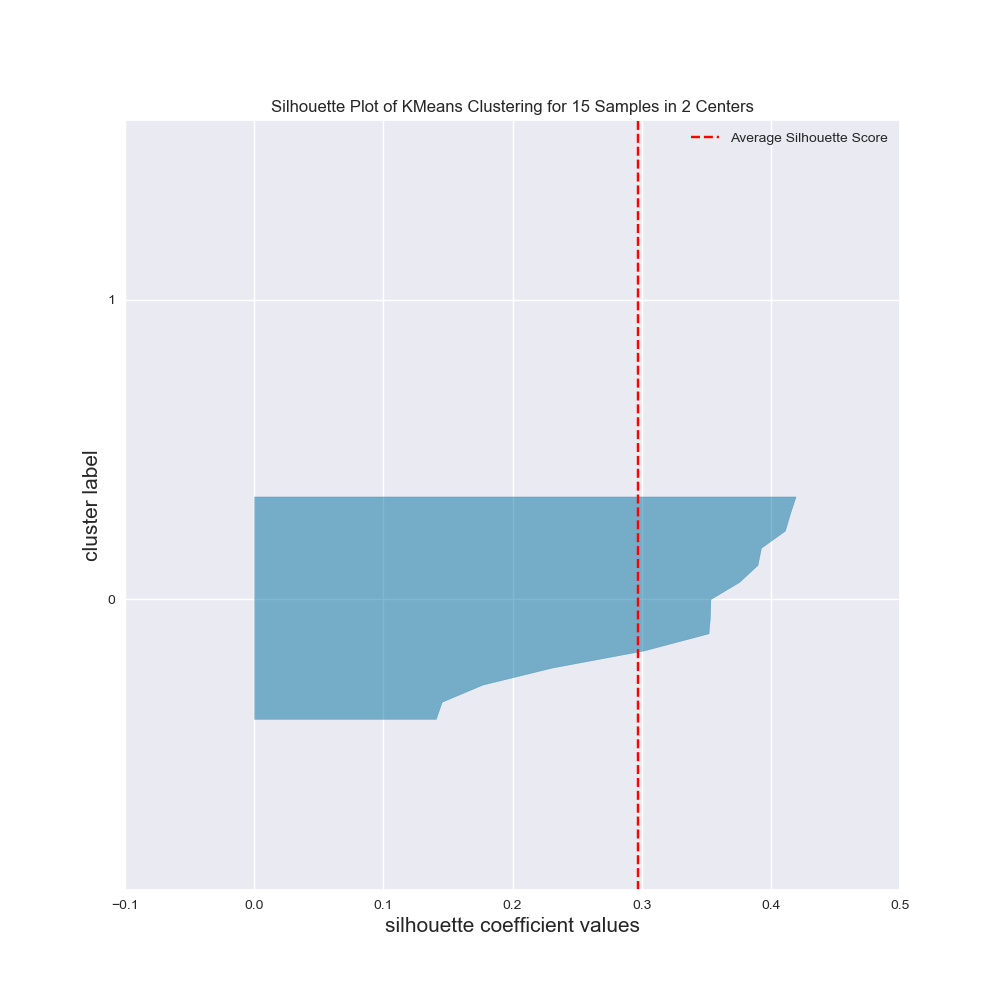 Silhouette Plot of KMeans Clustering for 15 Samples in 2 Centers
Average Silhouette Score
1
cluster label
0
−0.1 0.0 0.1 0.2 0.3 0.4 0.5
silhouette coefficient values